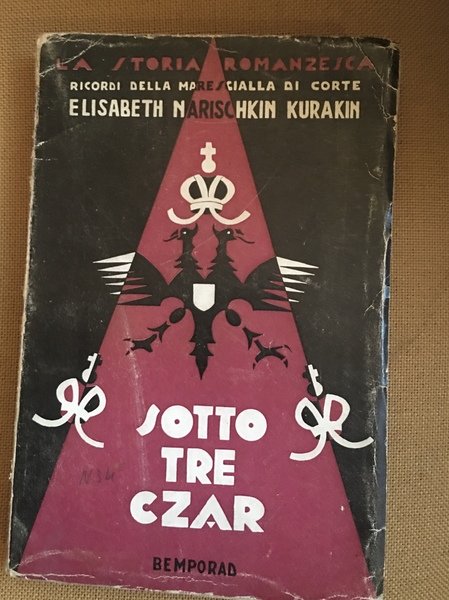 LA STORIA ROMANZESCA
RICORDI DELLA MARESCIALLA DI CORTE
ELISABETH NARISCHKIN KURAKIN
SOTTO
TRE
CZAR
BEMPORAD